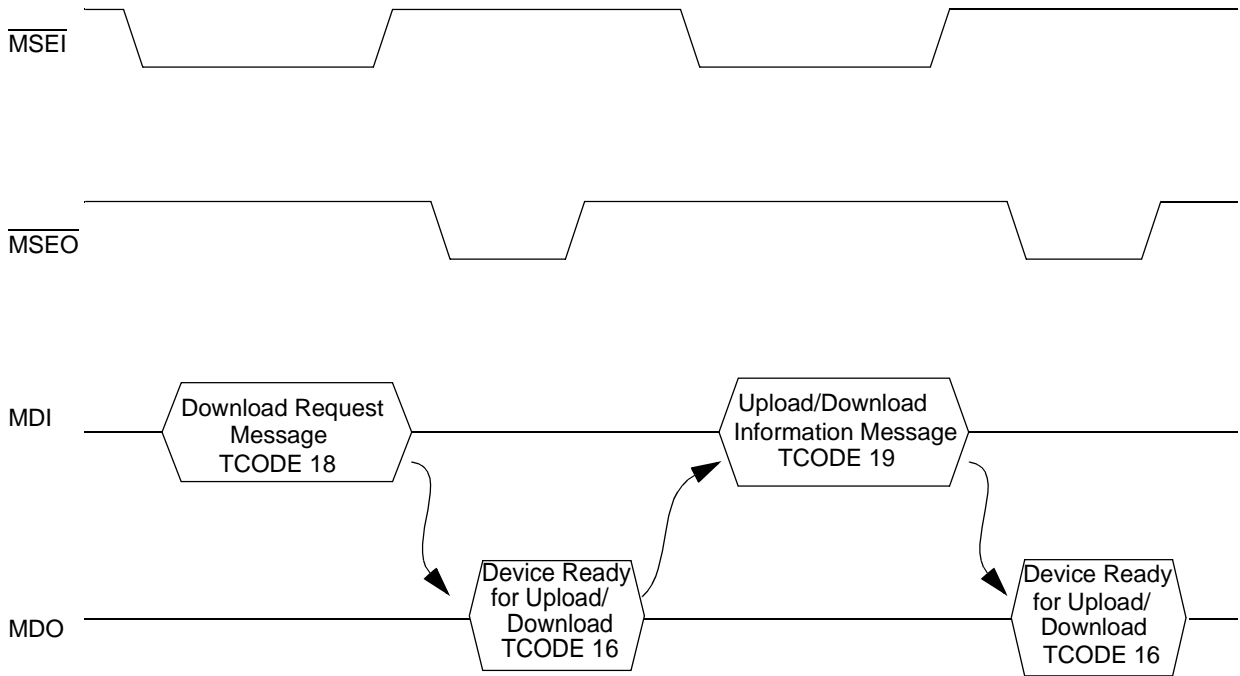 MSEI
MSEO
MDI
Download Request
Message
TCODE 18
Upload/Download
Information Message
TCODE 19
MDO
Device Ready
for Upload/
Download
TCODE 16
Device Ready
for Upload/
Download
TCODE 16